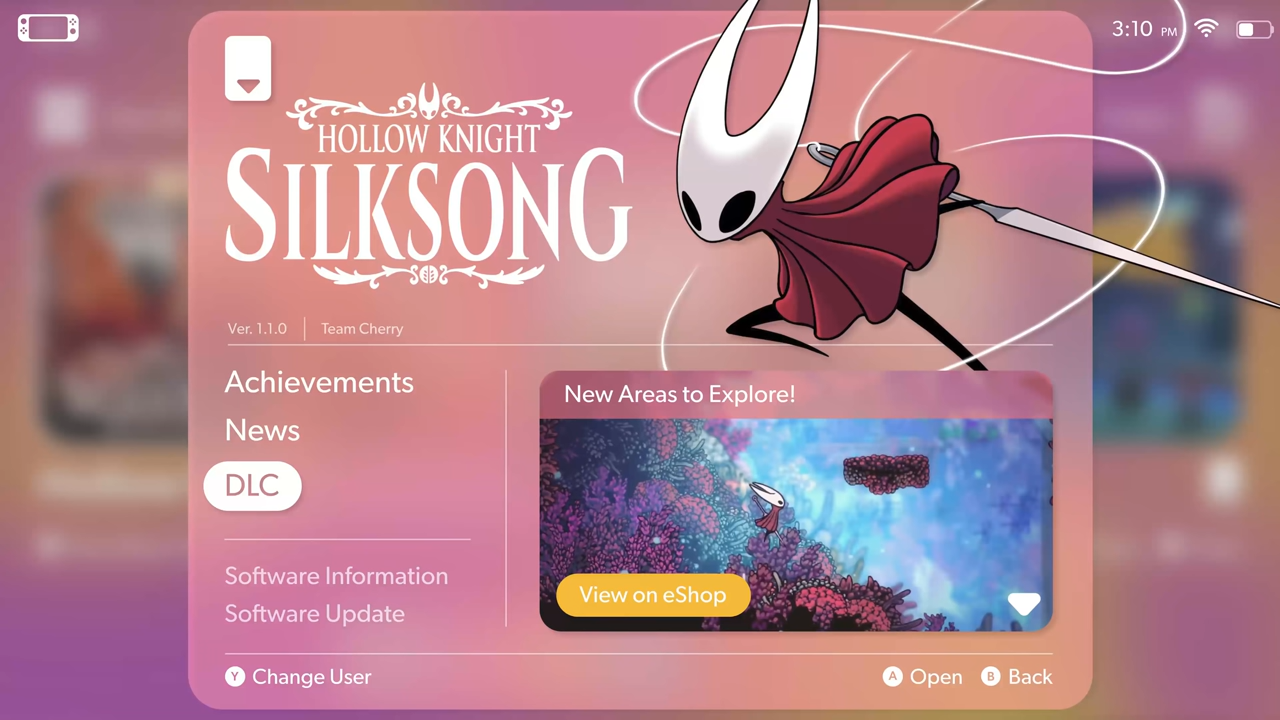 3:10 PM
HOLLOW KNIGHT
SILKSONG
Ver. 1.1.0 Team Cherry
Achievements
News
DLC
Software Information
Software Update
New Areas to Explore!
View on eShop
Y Change User
A Open B Back